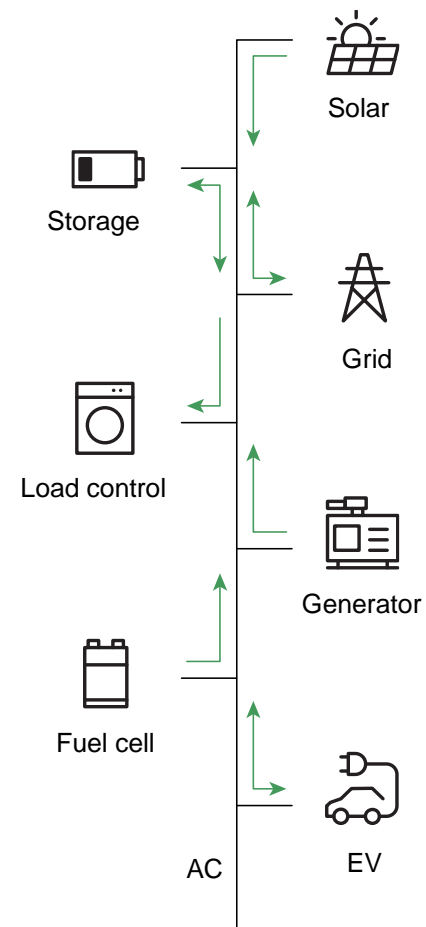 Solar
Storage
Grid
Load control
Generator
Fuel cell
EV
AC